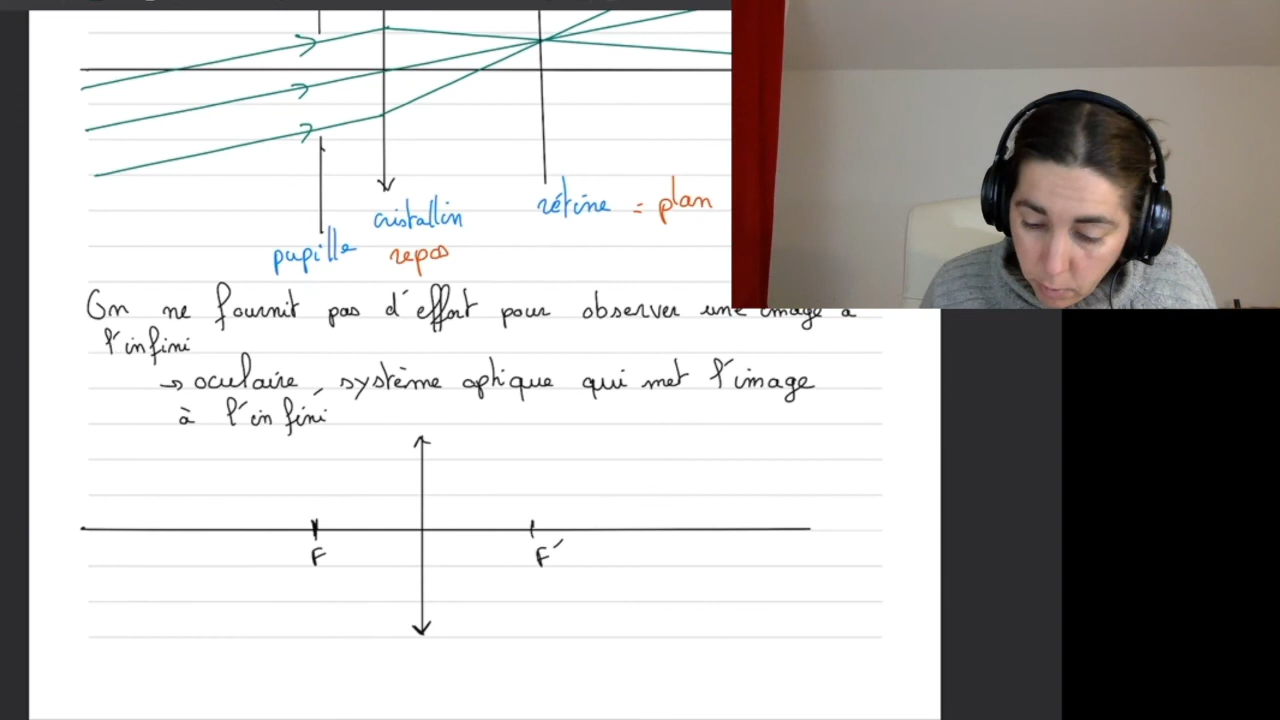 cristallin
rétine = plan
pupille
repos
On ne fournit pas d'effort pour observer une image à
l'infini
→ oculaire, système optique qui met l'image
à l'infini
F
F'